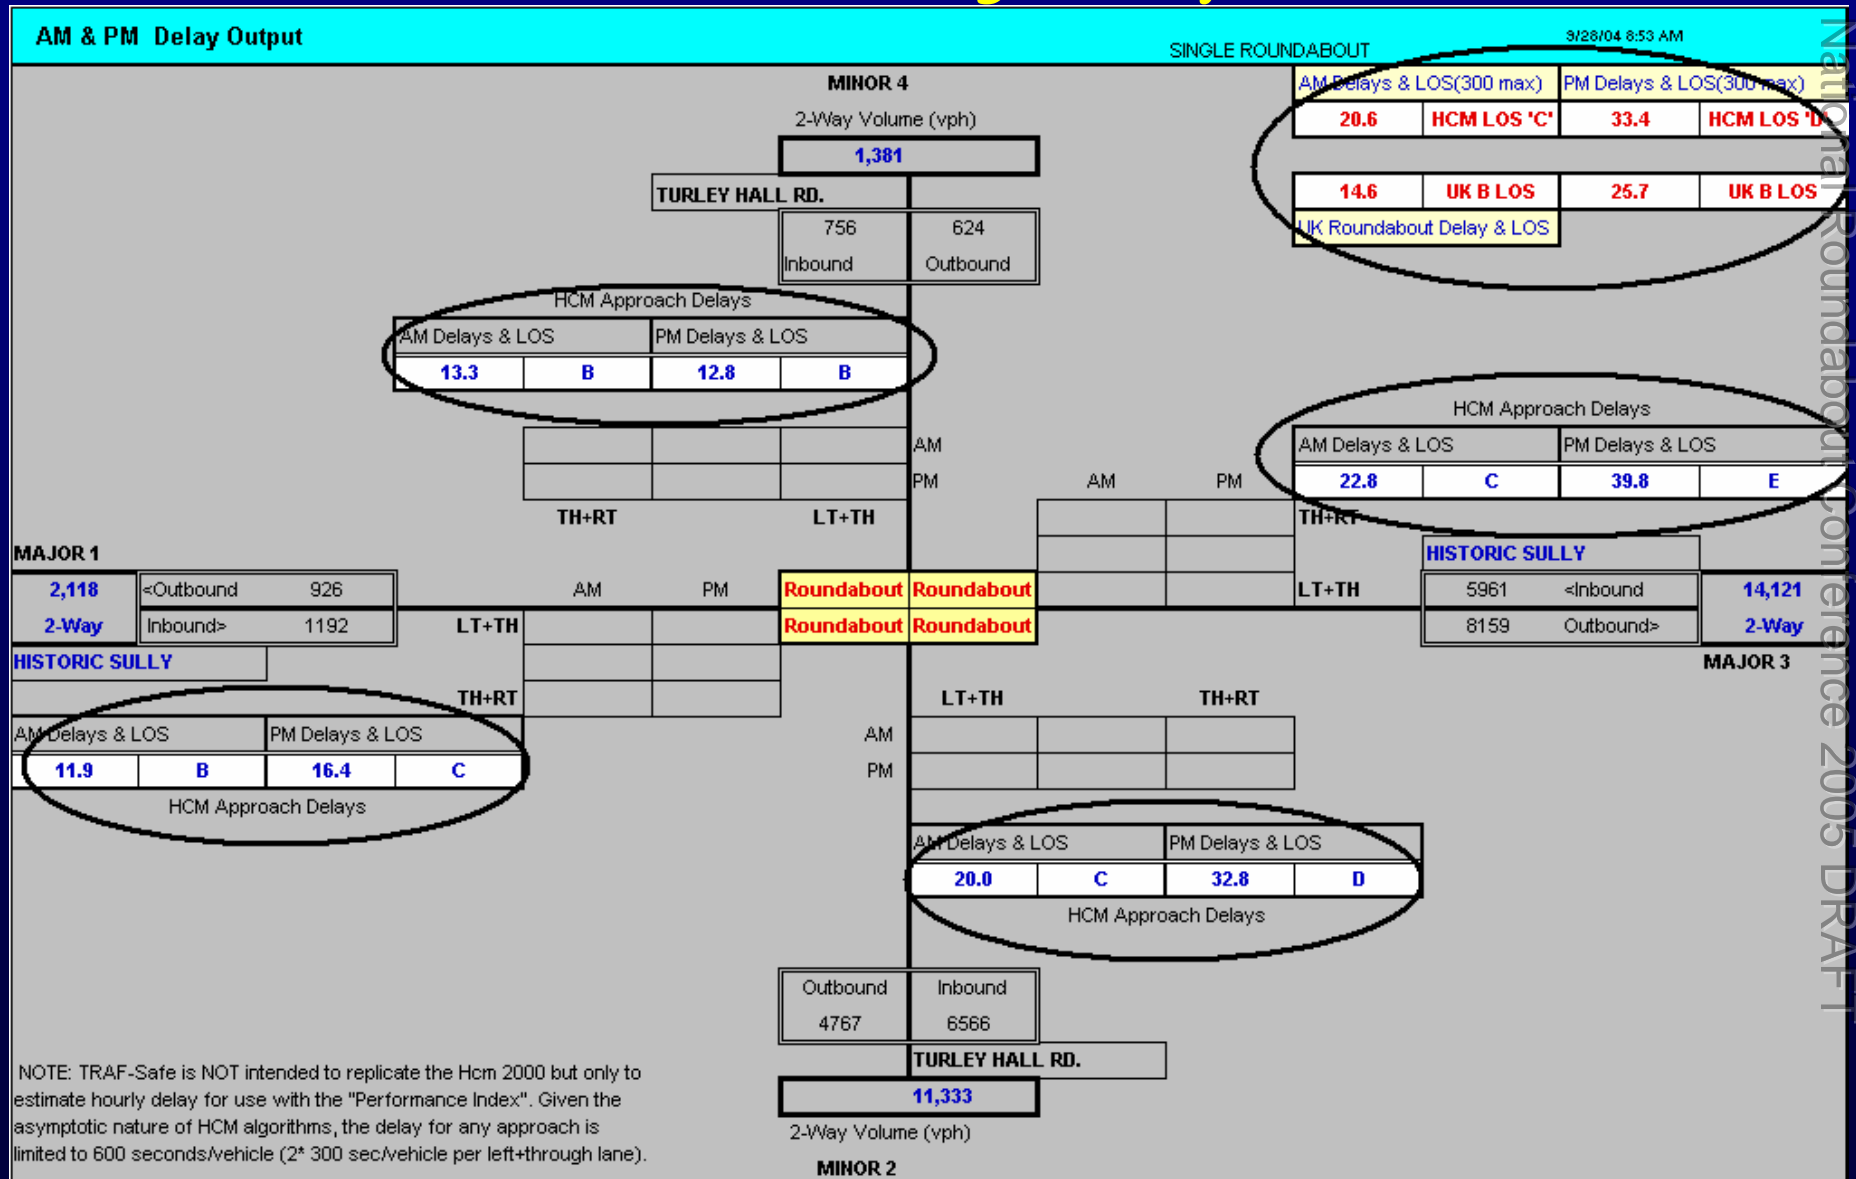 AM & PM Delay Output
SINGLE ROUNDABOUT
9/28/04 8:53 AM
MINOR 4
2-Way Volume (vph)
1,381
TURLEY HALL RD.
756 624
Inbound Outbound
AM Delays & LOS(300 max) PM Delays & LOS(300 max)
20.6 HCM LOS 'C' 33.4 HCM LOS 'D'
14.6 UK B LOS 25.7 UK B LOS
UK Roundabout Delay & LOS
HCM Approach Delays
AM Delays & LOS PM Delays & LOS
13.3 B 12.8 B
AM
PM
TH+RT LT+TH
HCM Approach Delays
AM Delays & LOS PM Delays & LOS
22.8 C 39.8 E
AM PM
TH+RT
LT+TH
HISTORIC SULLY
5961 <Inbound 14,121
8159 Outbound> 2-Way
MAJOR 3
MAJOR 1
2,118 <Outbound 926
2-Way Inbound> 1192
HISTORIC SULLY
AM PM
LT+TH
TH+RT
Roundabout Roundabout
Roundabout Roundabout
AM Delays & LOS PM Delays & LOS
11.9 B 16.4 C
HCM Approach Delays
LT+TH TH+RT
AM
PM
AM Delays & LOS PM Delays & LOS
20.0 C 32.8 D
HCM Approach Delays
Outbound Inbound
4767 6566
TURLEY HALL RD.
11,333
2-Way Volume (vph)
MINOR 2
NOTE: TRAF-Safe is NOT intended to replicate the Hcm 2000 but only to
estimate hourly delay for use with the "Performance Index". Given the
asymptotic nature of HCM algorithms, the delay for any approach is
limited to 600 seconds/vehicle (2* 300 sec/vehicle per left+through lane).
National Roundabout Conference 2005 DRAFT